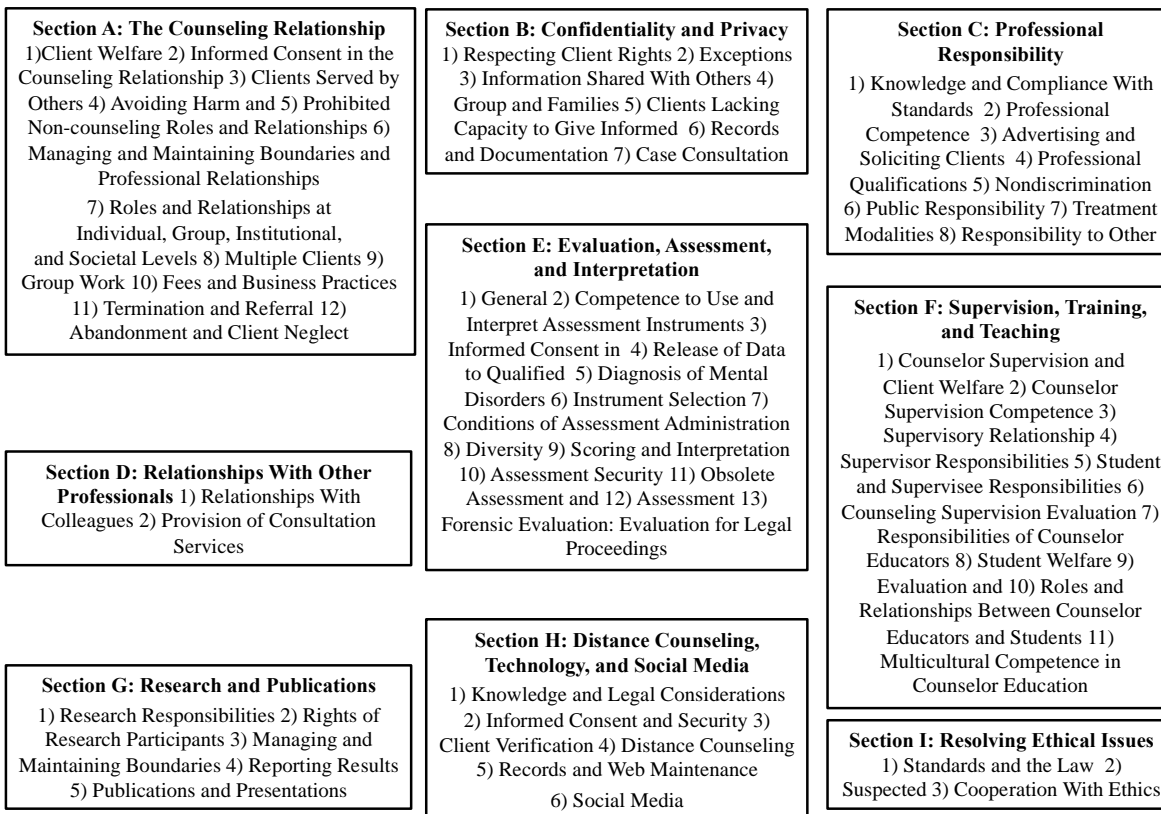 Section A: The Counseling Relationship
1)Client Welfare 2) Informed Consent in the
Counseling Relationship 3) Clients Served by
Others 4) Avoiding Harm and 5) Prohibited
Non-counseling Roles and Relationships 6)
Managing and Maintaining Boundaries and
Professional Relationships
7) Roles and Relationships at
Individual, Group, Institutional,
and Societal Levels 8) Multiple Clients 9)
Group Work 10) Fees and Business Practices
11) Termination and Referral 12)
Abandonment and Client Neglect
Section B: Confidentiality and Privacy
1) Respecting Client Rights 2) Exceptions
3) Information Shared With Others 4)
Group and Families 5) Clients Lacking
Capacity to Give Informed 6) Records
and Documentation 7) Case Consultation
Section C: Professional
Responsibility
1) Knowledge and Compliance With
Standards 2) Professional
Competence 3) Advertising and
Soliciting Clients 4) Professional
Qualifications 5) Nondiscrimination
6) Public Responsibility 7) Treatment
Modalities 8) Responsibility to Other
Section D: Relationships With Other
Professionals 1) Relationships With
Colleagues 2) Provision of Consultation
Services
Section E: Evaluation, Assessment,
and Interpretation
1) General 2) Competence to Use and
Interpret Assessment Instruments 3)
Informed Consent in 4) Release of Data
to Qualified 5) Diagnosis of Mental
Disorders 6) Instrument Selection 7)
Conditions of Assessment Administration
8) Diversity 9) Scoring and Interpretation
10) Assessment Security 11) Obsolete
Assessment and 12) Assessment 13)
Forensic Evaluation: Evaluation for Legal
Proceedings
Section F: Supervision, Training,
and Teaching
1) Counselor Supervision and
Client Welfare 2) Counselor
Supervision Competence 3)
Supervisory Relationship 4)
Supervisor Responsibilities 5) Student
and Supervisee Responsibilities 6)
Counseling Supervision Evaluation 7)
Responsibilities of Counselor
Educators 8) Student Welfare 9)
Evaluation and 10) Roles and
Relationships Between Counselor
Educators and Students 11)
Multicultural Competence in
Counselor Education
Section G: Research and Publications
1) Research Responsibilities 2) Rights of
Research Participants 3) Managing and
Maintaining Boundaries 4) Reporting Results
5) Publications and Presentations
Section H: Distance Counseling,
Technology, and Social Media
1) Knowledge and Legal Considerations
2) Informed Consent and Security 3)
Client Verification 4) Distance Counseling
5) Records and Web Maintenance
6) Social Media
Section I: Resolving Ethical Issues
1) Standards and the Law 2)
Suspected 3) Cooperation With Ethics